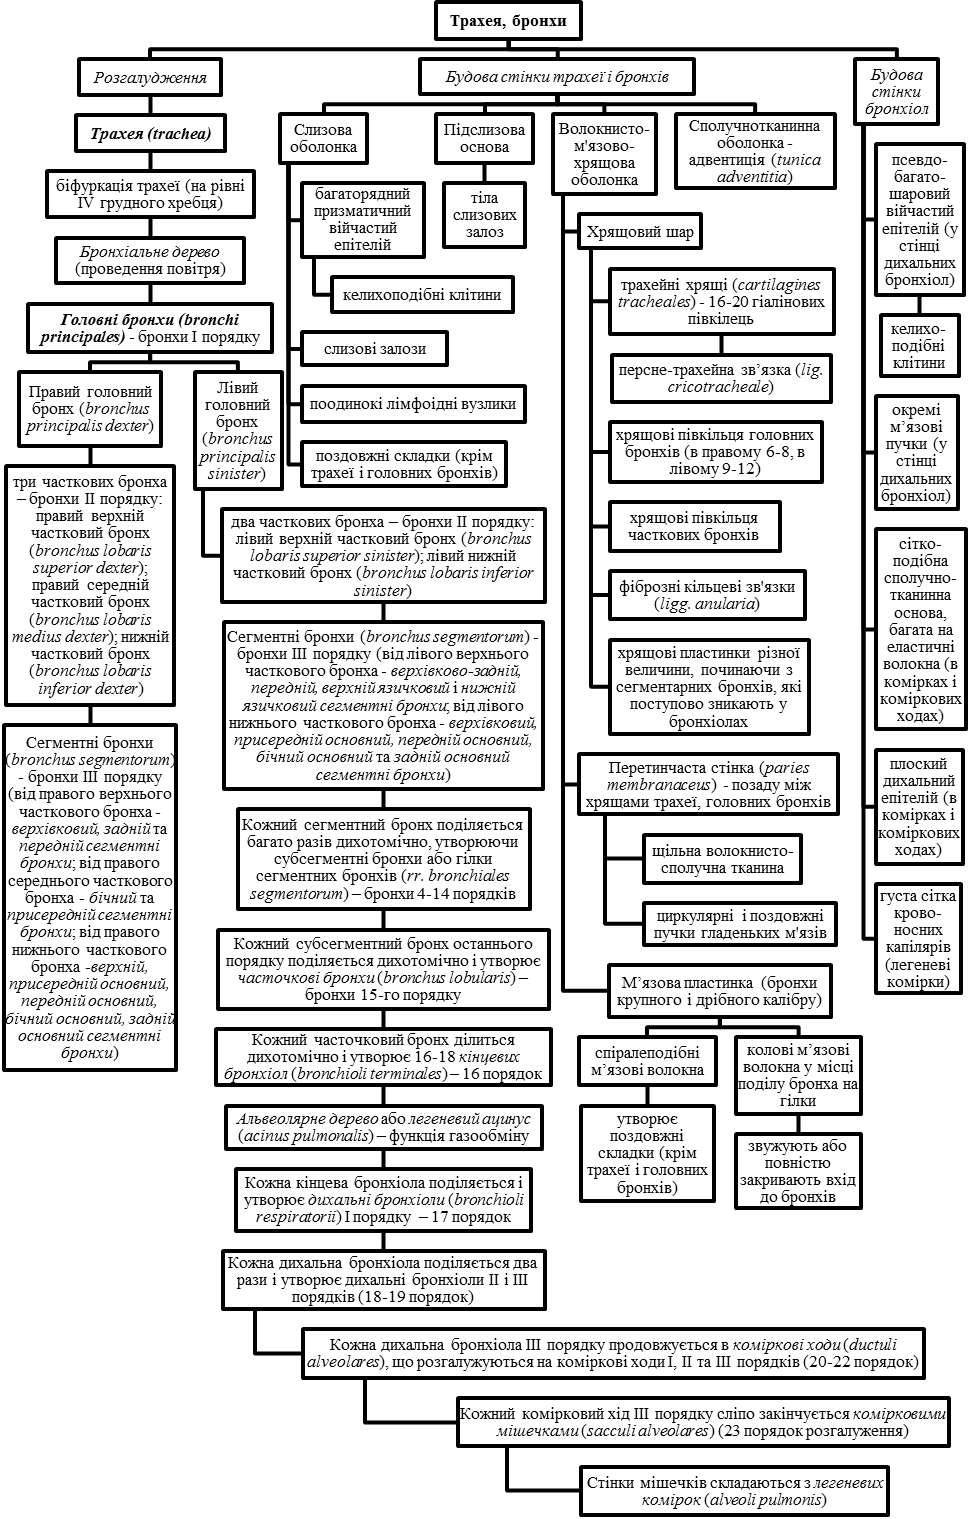 Трахея, бронхи
Розгалудження
Трахея (trachea)
біфуркація трахеї (на рівні
IV грудного хребця)
Бронхіальне дерево
(проведення повітря)
Головні бронхи (bronchi
principales) - бронхи І порядку
Правий головний
бронх (bronchus
principalis dexter)
три часткових бронха
– бронхи ІІ порядку:
правий верхній
частковий бронх
(bronchus lobaris
superior dexter);
правий середній
частковий бронх
(bronchus lobaris
medius dexter); нижній
частковий бронх
(bronchus lobaris
inferior dexter)
Сегментні бронхи
(bronchus segmentorum)
- бронхи ІІІ порядку
(від правого верхнього
часткового бронха -
верхівковий, задній та
передній сегментні
бронхи; від правого
середнього часткового
бронха - бічний та
присередній сегментні
бронхи; від правого
нижнього часткового
бронха -верхній,
присередній основний,
передній основний,
бічний основний, задній
основний сегментні
бронхи)
Лівий
головний
бронх
(bronchus
principalis
sinister)
два часткових бронха – бронхи ІІ порядку:
лівий верхній частковий бронх (bronchus
lobaris superior sinister); лівий нижній
частковий бронх (bronchus lobaris inferior
sinister)
Сегментні бронхи (bronchus segmentorum) -
бронхи ІІІ порядку (від лівого верхнього
часткового бронха - верхівково-задній,
передній, верхній язичковий і нижній
язичковий сегментні бронхи; від лівого
нижнього часткового бронха - верхівковий,
присередній основний, передній основний,
бічний основний та задній основний
сегментні бронхи)
Кожний сегментний бронх поділяється
багато разів дихотомічно, утворюючи
субсегментні бронхи або гілки
сегментних бронхів (rr. bronchiales
segmentorum) – бронхи 4-14 порядків
Кожний субсегментний бронх останнього
порядку поділяється дихотомічно і утворює
часточкові бронхи (bronchus lobularis) –
бронхи 15-го порядку
Кожний часточковий бронх ділиться
дихотомічно і утворює 16-18 кінцевих
бронхіол (bronchioli terminales) – 16 порядок
Альвеолярне дерево або легеневий ацинус
(acinus pulmonalis) – функція газообміну
Кожна кінцева бронхіола поділяється і
утворює дихальні бронхіоли (bronchioli
respiratorii) І порядку – 17 порядок
Кожна дихальна бронхіола поділяється два
рази і утворює дихальні бронхіоли ІІ і ІІІ
порядків (18-19 порядок)
Кожна дихальна бронхіола ІІІ порядку продовжується в коміркові ходи (ductuli
alveolares), що розгалужуються на коміркові ходи І, ІІ та ІІІ порядків (20-22 порядок)
Кожний комірковий хід ІІІ порядку сліпо закінчується комірковими
мішечками (sacculi alveolares) (23 порядок розгалуження)
Стінки мішечків складаються з легеневих
комірок (alveoli pulmonis)
Будова стінки трахеї і бронхів
Слизова
оболонка
багаторядний
призматичний
війчастий
епітелій
келихоподібні клітини
слизові залози
поодинокі лімфоідні вузлики
поздовжні складки (крім
трахеї і головних бронхів)
Підслизова
основа
тіла
слизових
залоз
Волокнисто-
м'язово-
хрящова
оболонка
Хрящовий шар
трахейні хрящі (cartilagines
tracheales) - 16-20 гіалінових
півкілець
персне-трахейна зв’язка (lig.
cricotracheale)
хрящові півкільця головних
бронхів (в правому 6-8, в
лівому 9-12)
хрящові півкільця
часткових бронхів
фіброзні кільцеві зв'язки
(ligg. anularia)
хрящові пластинки різної
величини, починаючи з
сегментарних бронхів, які
поступово зникають у
бронхіолах
Перетинчаста стінка (paries
membranaceus) - позаду між
хрящами трахеї, головних бронхів
щільна волокнисто-
сполучна тканина
циркулярні і поздовжні
пучки гладеньких м'язів
М’язова пластинка (бронхи
крупного і дрібного калібру)
спіралеподібні
м’язові волокна
утворює
поздовжні
складки (крім
трахеї і головних
бронхів)
колові м’язові
волокна у місці
поділу бронха на
гілки
звужують або
повністю
закривають вхід
до бронхів
Сполучнотканинна
оболонка -
адвентиція (tunica
adventitia)
Будова
стінки
бронхіол
псевдо-
багато-
шаровий
війчастий
епітелій (у
стінці
дихальних
бронхіол)
келихо-
подібні
клітини
окремі
м’язові
пучки (у
стінці
дихальних
бронхіол)
сітко-
подібна
сполучно-
тканинна
основа,
багата на
еластичні
волокна (в
комірках і
коміркових
ходах)
плоский
дихальний
епітелій (в
комірках і
коміркових
ходах)
густа сітка
крово-
носних
капілярів
(легеневі
комірки)